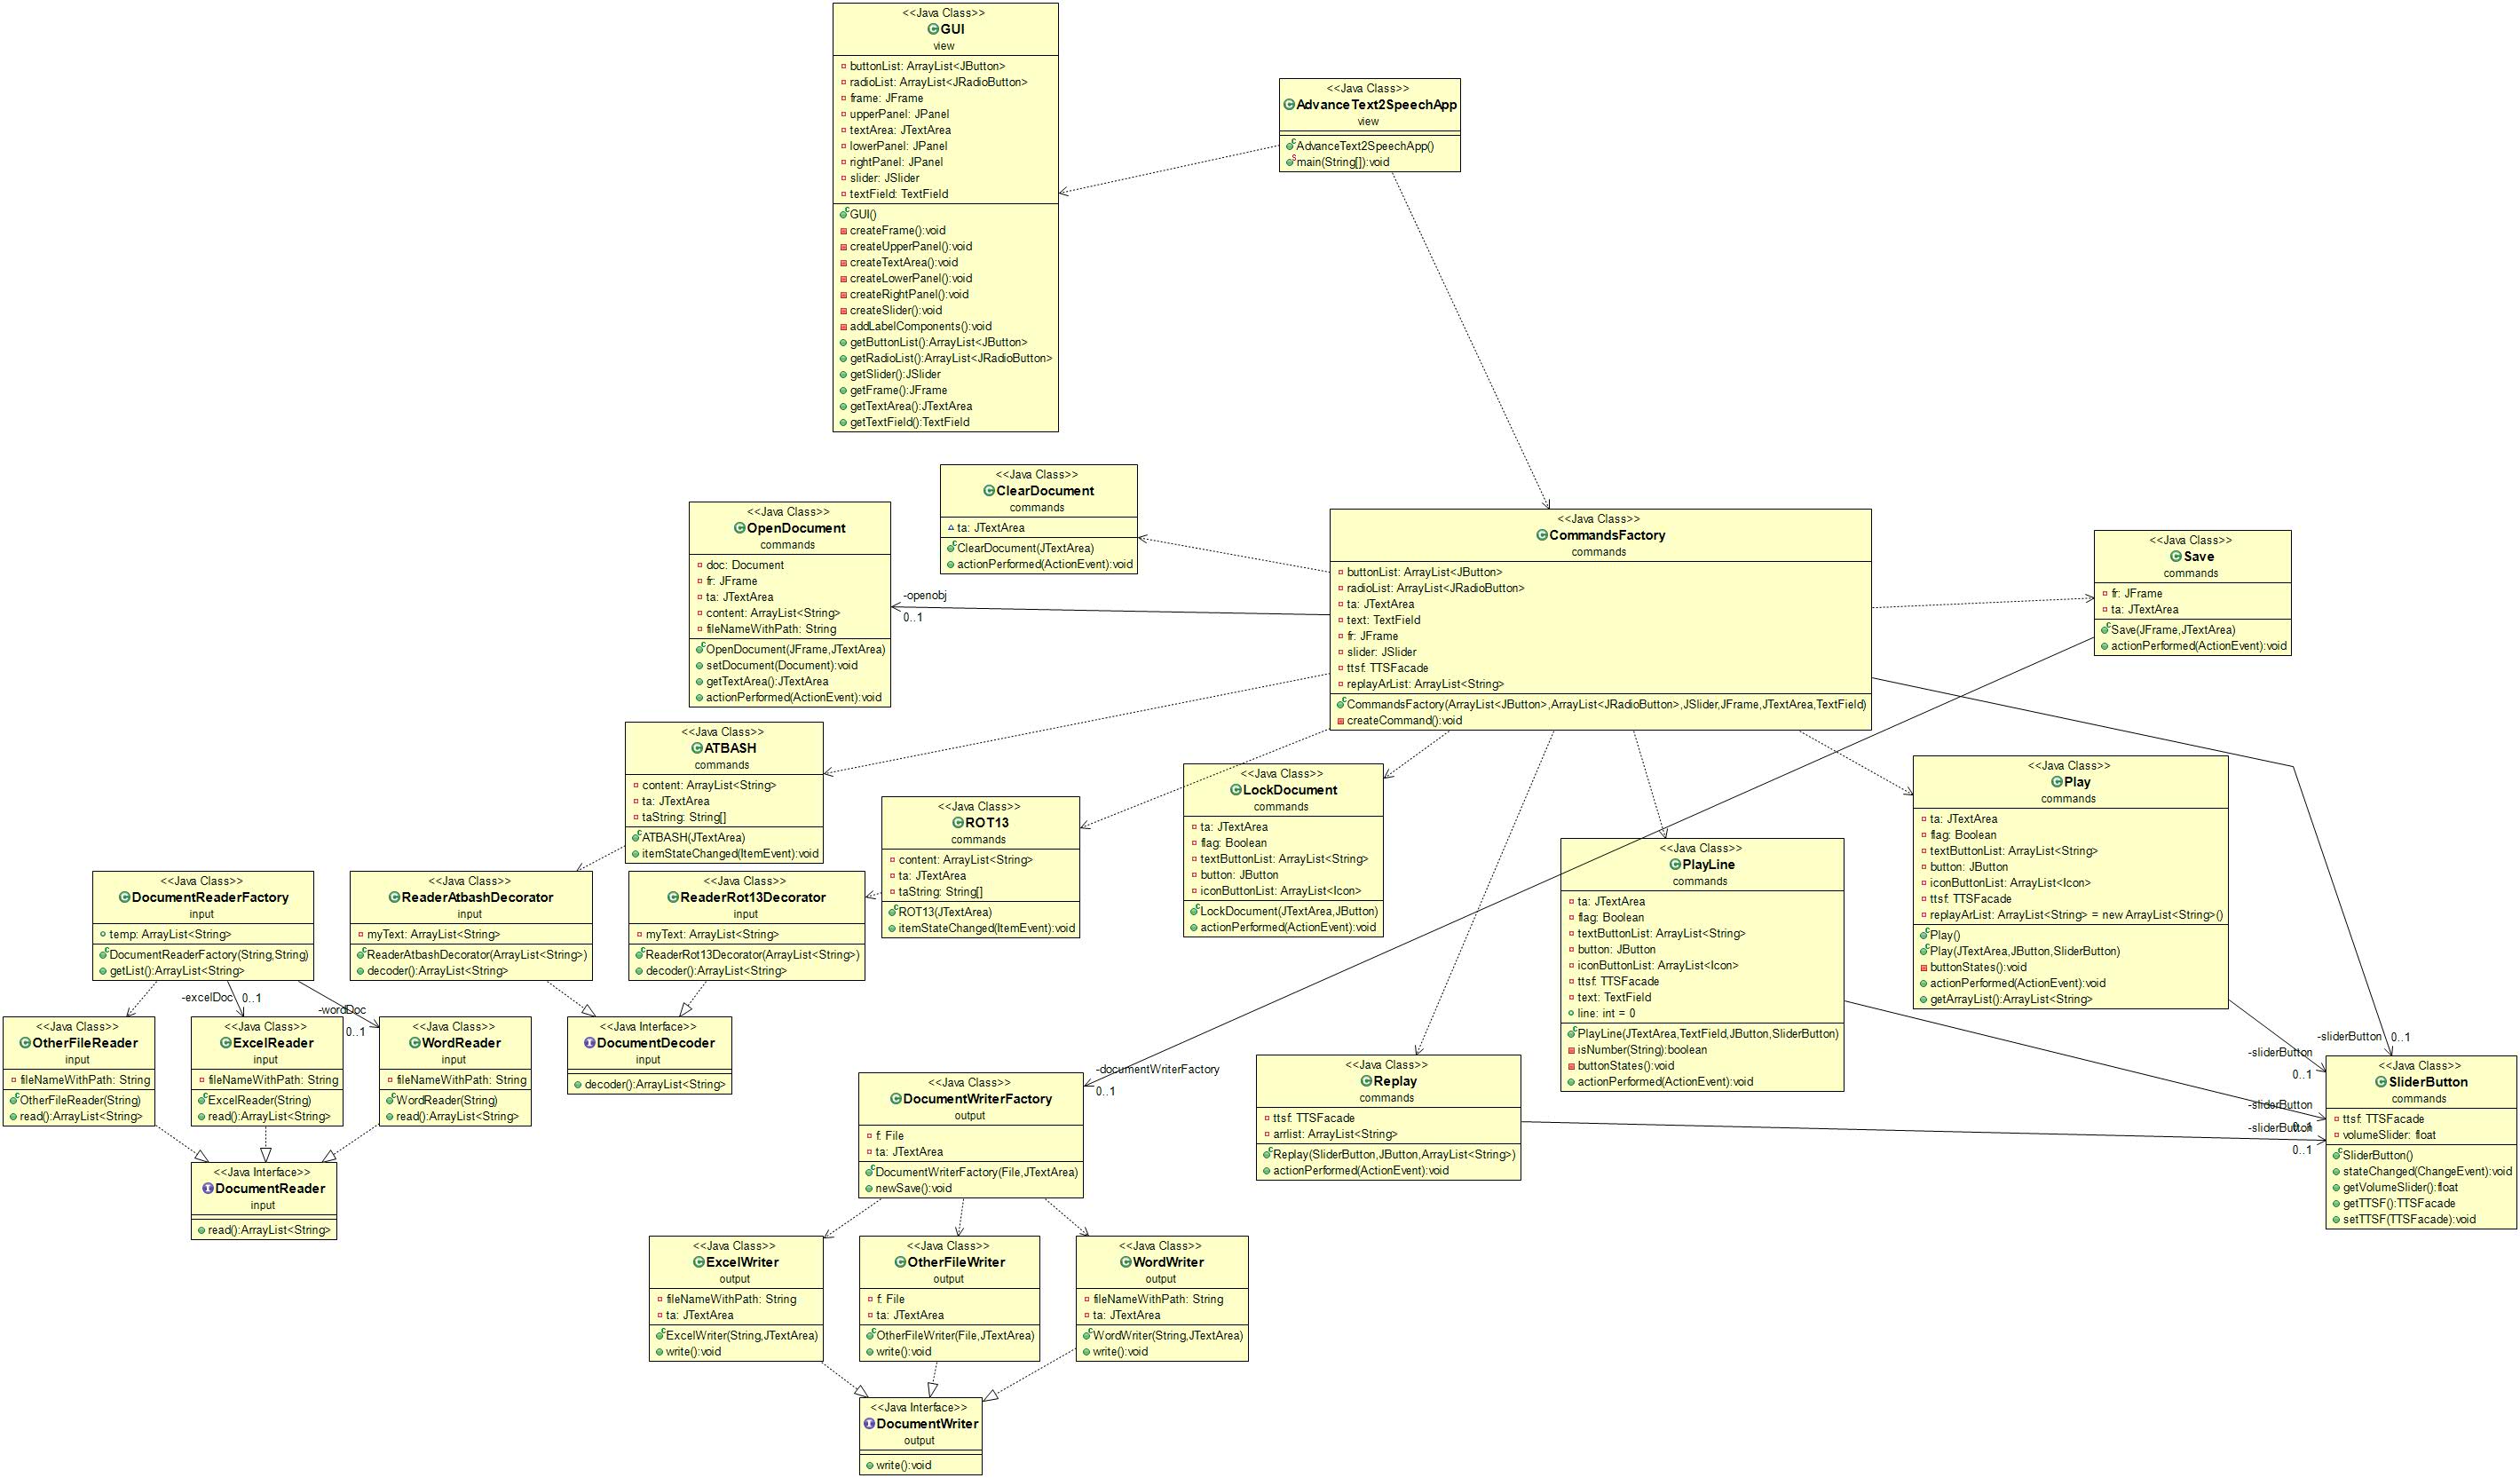 <<Java Class>>
GUI
view
buttonList: ArrayList<JButton>
radioList: ArrayList<JRadioButton>
frame: JFrame
upperPanel: JPanel
textArea: JTextArea
lowerPanel: JPanel
rightPanel: JPanel
slider: JSlider
textField: TextField
GUI()
createFrame():void
createUpperPanel():void
createTextArea():void
createLowerPanel():void
createRightPanel():void
createSlider():void
addLabelComponents():void
getButtonList():ArrayList<JButton>
getRadioList():ArrayList<JRadioButton>
getSlider():JSlider
getFrame():JFrame
getTextArea():JTextArea
getTextField():TextField
<<Java Class>>
AdvanceText2SpeechApp
view
AdvanceText2SpeechApp()
main(String[]):void
<<Java Class>>
ClearDocument
commands
ta: JTextArea
ClearDocument(JTextArea)
actionPerformed(ActionEvent):void
<<Java Class>>
OpenDocument
commands
doc: Document
fr: JFrame
ta: JTextArea
content: ArrayList<String>
fileNameWithPath: String
OpenDocument(JFrame,JTextArea)
setDocument(Document):void
getTextArea():JTextArea
actionPerformed(ActionEvent):void
-openobj
0..1
<<Java Class>>
CommandsFactory
commands
buttonList: ArrayList<JButton>
radioList: ArrayList<JRadioButton>
ta: JTextArea
text: TextField
fr: JFrame
slider: JSlider
ttsf: TTSFacade
replayArList: ArrayList<String>
CommandsFactory(ArrayList<JButton>,ArrayList<JRadioButton>,JSlider,JFrame,JTextArea,TextField)
createCommand():void
<<Java Class>>
Save
commands
fr: JFrame
ta: JTextArea
Save(JFrame,JTextArea)
actionPerformed(ActionEvent):void
<<Java Class>>
ATBASH
commands
content: ArrayList<String>
ta: JTextArea
taString: String[]
ATBASH(JTextArea)
itemStateChanged(ItemEvent):void
<<Java Class>>
ROT13
commands
content: ArrayList<String>
ta: JTextArea
taString: String[]
ROT13(JTextArea)
itemStateChanged(ItemEvent):void
<<Java Class>>
LockDocument
commands
ta: JTextArea
flag: Boolean
textButtonList: ArrayList<String>
button: JButton
iconButtonList: ArrayList<Icon>
LockDocument(JTextArea,JButton)
actionPerformed(ActionEvent):void
<<Java Class>>
PlayLine
commands
ta: JTextArea
flag: Boolean
textButtonList: ArrayList<String>
button: JButton
iconButtonList: ArrayList<Icon>
ttsf: TTSFacade
text: TextField
line: int = 0
PlayLine(JTextArea,TextField,JButton,SliderButton)
isNumber(String):boolean
buttonStates():void
actionPerformed(ActionEvent):void
<<Java Class>>
Play
commands
ta: JTextArea
flag: Boolean
textButtonList: ArrayList<String>
button: JButton
iconButtonList: ArrayList<Icon>
ttsf: TTSFacade
replayArList: ArrayList<String> = new ArrayList<String>()
Play()
Play(JTextArea,JButton,SliderButton)
buttonStates():void
actionPerformed(ActionEvent):void
getArrayList():ArrayList<String>
<<Java Class>>
DocumentReaderFactory
input
temp: ArrayList<String>
DocumentReaderFactory(String,String)
getList():ArrayList<String>
<<Java Class>>
ReaderAtbashDecorator
input
myText: ArrayList<String>
ReaderAtbashDecorator(ArrayList<String>)
decoder():ArrayList<String>
<<Java Class>>
ReaderRot13Decorator
input
myText: ArrayList<String>
ReaderRot13Decorator(ArrayList<String>)
decoder():ArrayList<String>
-excelDoc
0..1
-wordDoc
0..1
<<Java Class>>
OtherFileReader
input
fileNameWithPath: String
OtherFileReader(String)
read():ArrayList<String>
<<Java Class>>
ExcelReader
input
fileNameWithPath: String
ExcelReader(String)
read():ArrayList<String>
<<Java Class>>
WordReader
input
fileNameWithPath: String
WordReader(String)
read():ArrayList<String>
<<Java Interface>>
DocumentDecoder
input
decoder():ArrayList<String>
<<Java Interface>>
DocumentReader
input
read():ArrayList<String>
-documentWriterFactory
0..1
<<Java Class>>
DocumentWriterFactory
output
f: File
ta: JTextArea
DocumentWriterFactory(File,JTextArea)
newSave():void
<<Java Class>>
Replay
commands
ttsf: TTSFacade
arrlist: ArrayList<String>
Replay(SliderButton,JButton,ArrayList<String>)
actionPerformed(ActionEvent):void
-sliderButton
0..1
-sliderButton
0..1
-sliderButton
0..1
-sliderButton
0..1
<<Java Class>>
SliderButton
commands
ttsf: TTSFacade
volumeSlider: float
SliderButton()
stateChanged(ChangeEvent):void
getVolumeSlider():float
getTTSF():TTSFacade
setTTSF(TTSFacade):void
<<Java Class>>
ExcelWriter
output
fileNameWithPath: String
ta: JTextArea
ExcelWriter(String,JTextArea)
write():void
<<Java Class>>
OtherFileWriter
output
f: File
ta: JTextArea
OtherFileWriter(File,JTextArea)
write():void
<<Java Class>>
WordWriter
output
fileNameWithPath: String
ta: JTextArea
WordWriter(String,JTextArea)
write():void
<<Java Interface>>
DocumentWriter
output
write():void